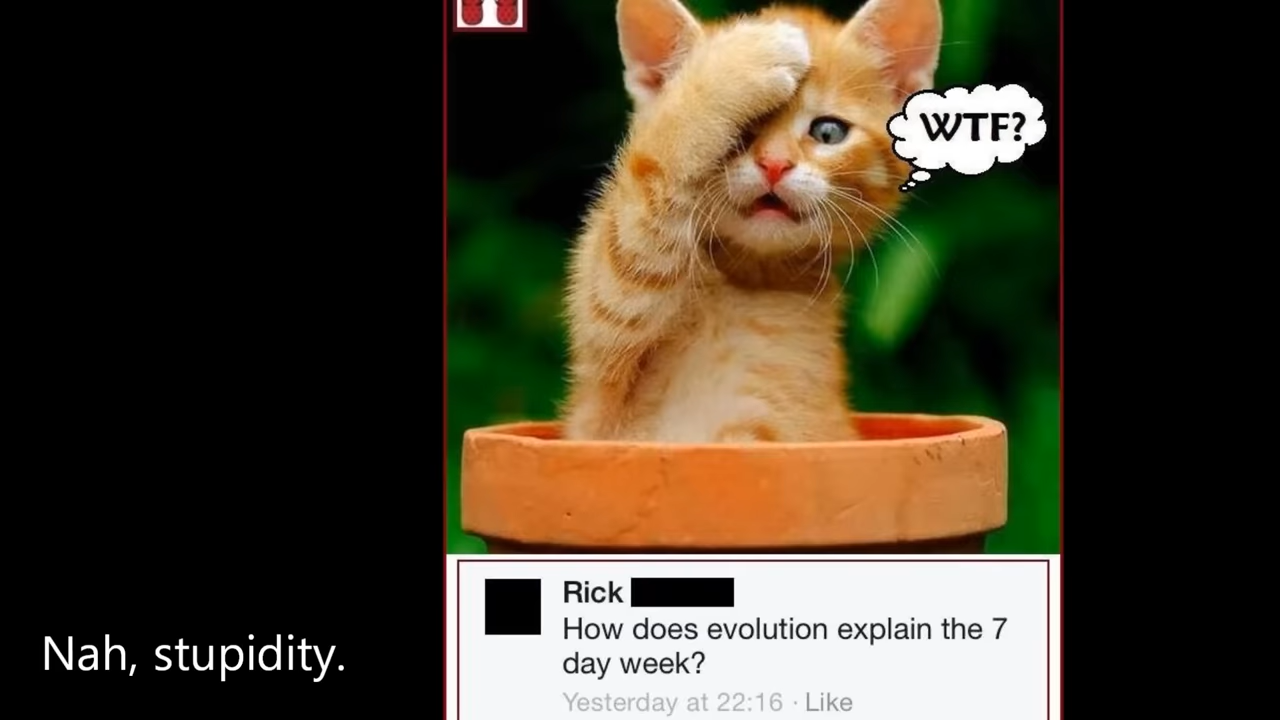 WTF?
Rick
How does evolution explain the 7
day week?
Yesterday at 22:16 · Like
Nah, stupidity.